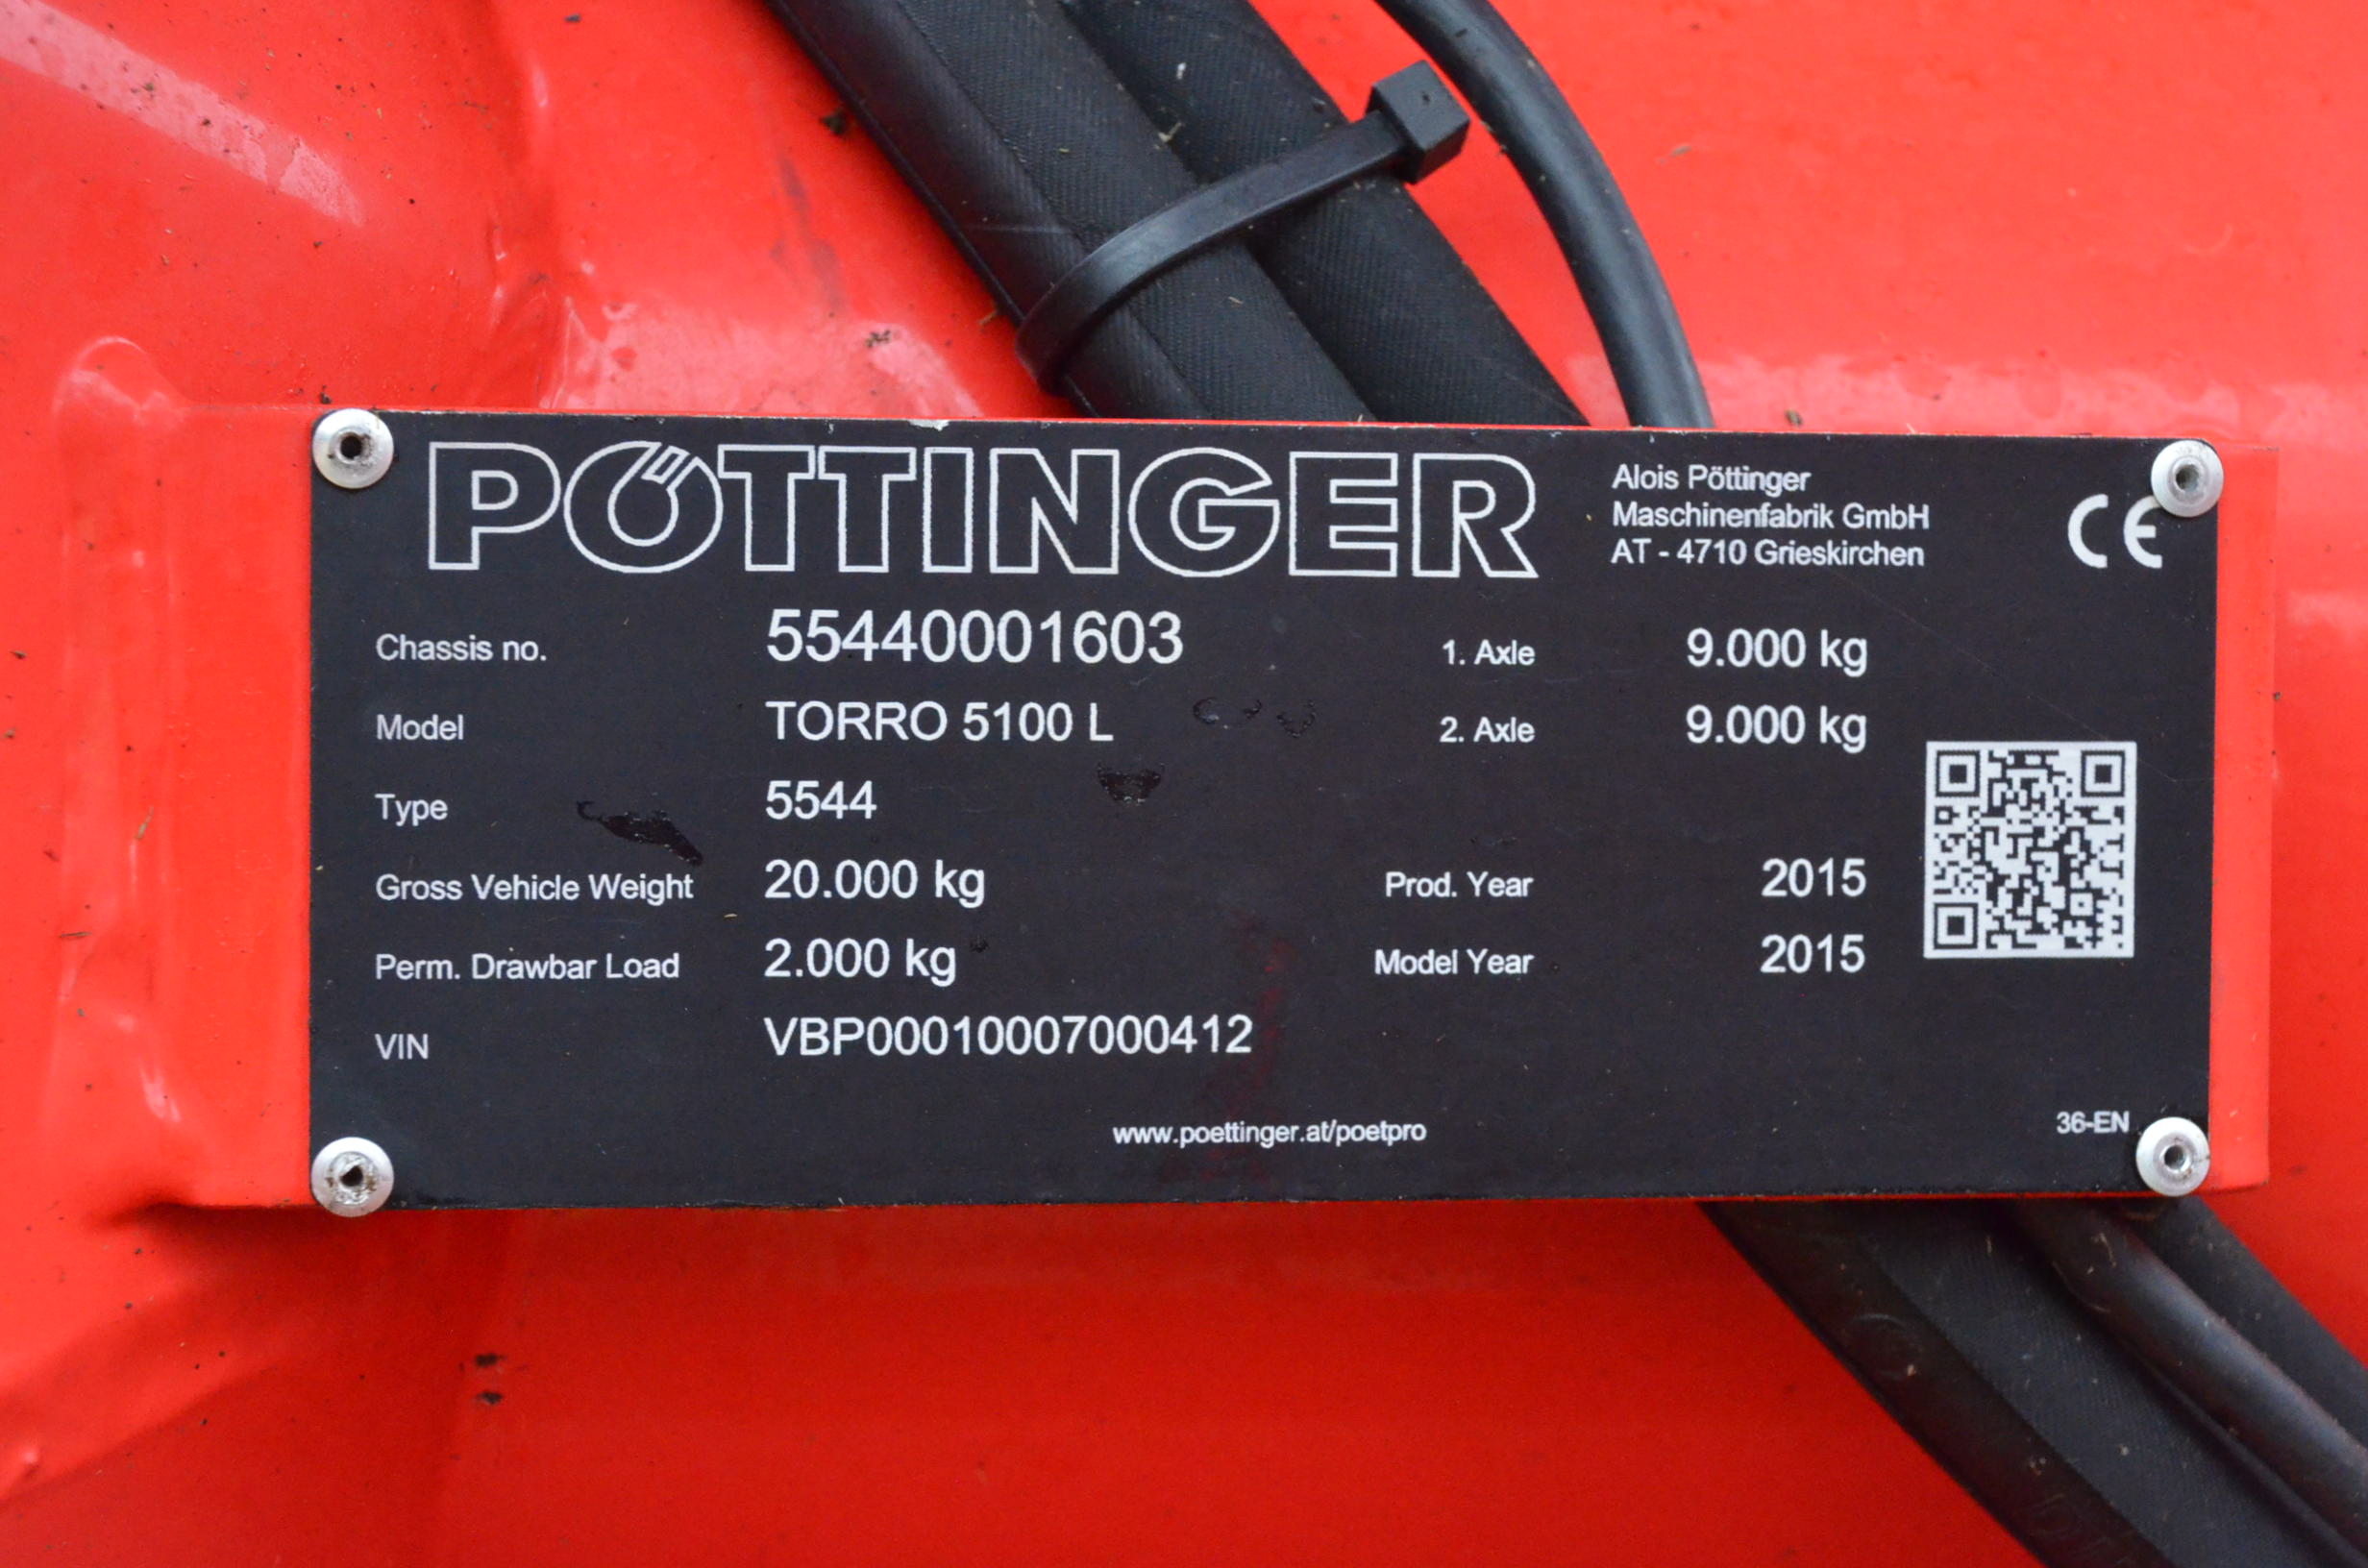 PÖTTINGER
Alois Pöttinger
Maschinenfabrik GmbH
AT - 4710 Grieskirchen
CE
Chassis no. 55440001603 1. Axle 9.000 kg
Model TORRO 5100 L 2. Axle 9.000 kg
Type 5544
Gross Vehicle Weight 20.000 kg Prod. Year 2015
Perm. Drawbar Load 2.000 kg Model Year 2015
VIN VBP00010007000412
www.poettinger.at/poetpro
36-EN